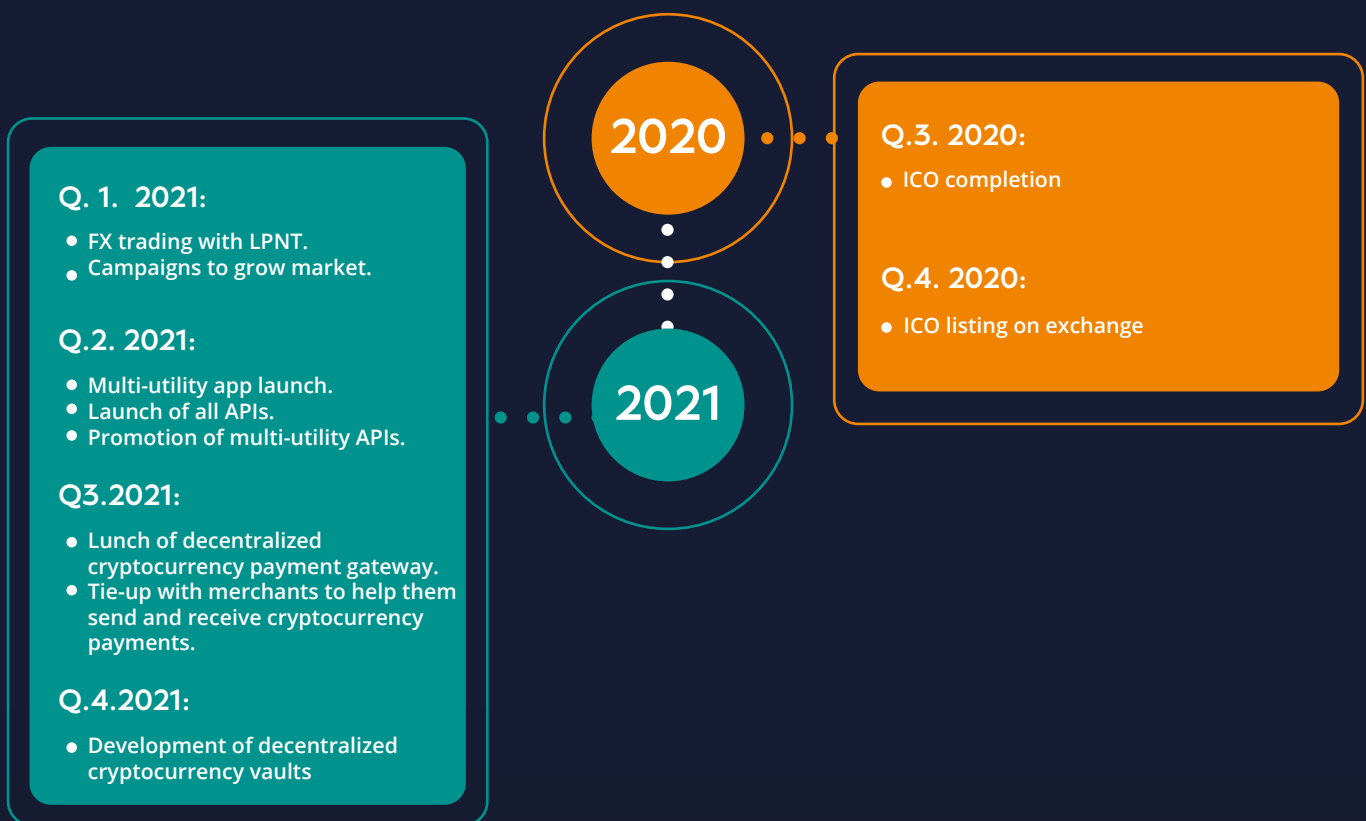 2020
Q.3. 2020:
ICO completion
Q.4. 2020:
ICO listing on exchange
2021
Q. 1.  2021:
FX trading with LPNT.
Campaigns to grow market.
Q.2. 2021:
Multi-utility app launch.
Launch of all APIs.
Promotion of multi-utility APIs.
Q3.2021:
Lunch of decentralized
cryptocurrency payment gateway.
Tie-up with merchants to help them
send and receive cryptocurrency
payments.
Q.4.2021:
Development of decentralized
cryptocurrency vaults